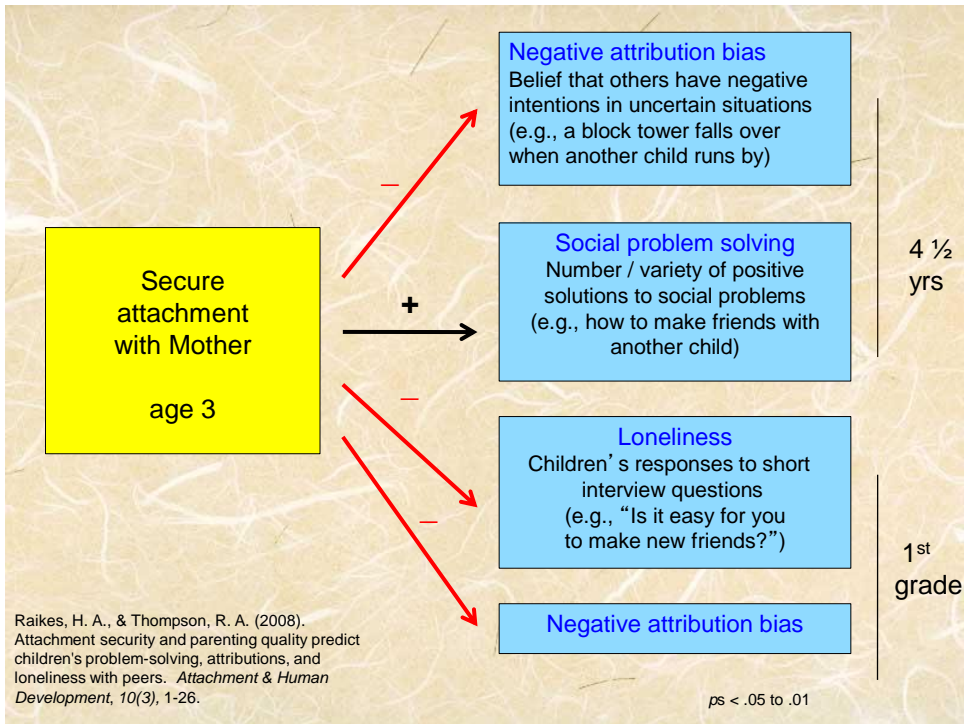 Negative attribution bias
Belief that others have negative
intentions in uncertain situations
(e.g., a block tower falls over
when another child runs by)
–
Social problem solving
Number / variety of positive
solutions to social problems
(e.g., how to make friends with
another child)
+
4 ½
yrs
Secure
attachment
with Mother
age 3
–
Loneliness
Children’s responses to short
interview questions
(e.g., “Is it easy for you
to make new friends?”)
–
1st
grade
Negative attribution bias
Raikes, H. A., & Thompson, R. A. (2008).
Attachment security and parenting quality predict
children's problem-solving, attributions, and
loneliness with peers. Attachment & Human
Development, 10(3), 1-26.
ps < .05 to .01